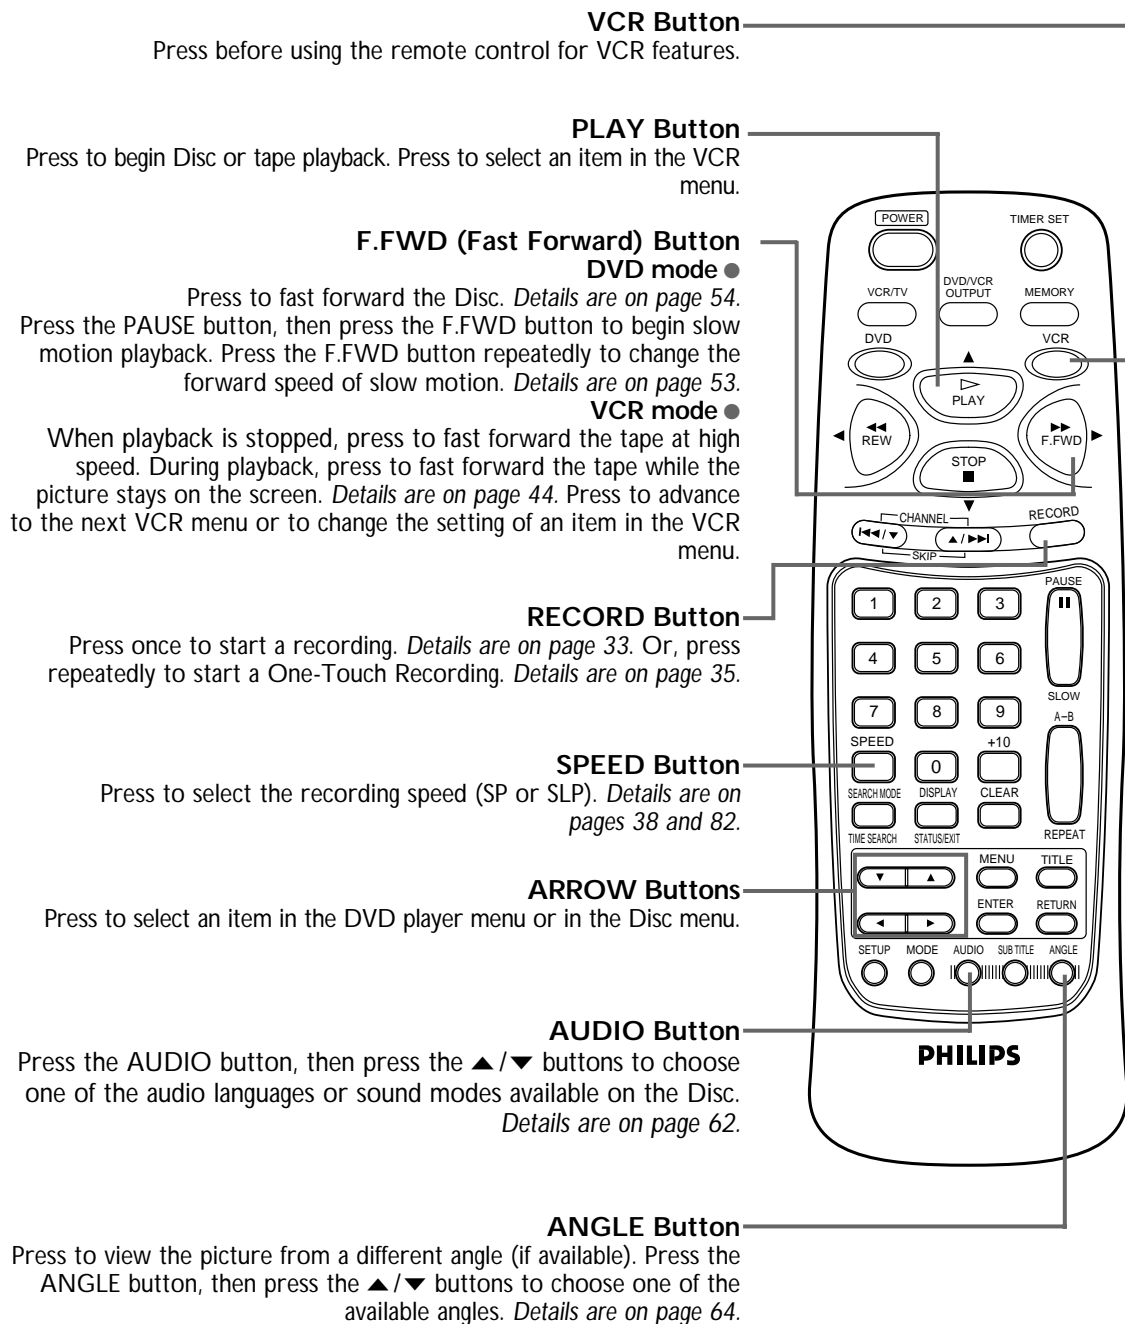 VCR Button
Press before using the remote control for VCR features.
PLAY Button
Press to begin Disc or tape playback. Press to select an item in the VCR
menu.
F.FWD (Fast Forward) Button
DVD mode ●
Press to fast forward the Disc. Details are on page 54.
Press the PAUSE button, then press the F.FWD button to begin slow
motion playback. Press the F.FWD button repeatedly to change the
forward speed of slow motion. Details are on page 53.
VCR mode ●
When playback is stopped, press to fast forward the tape at high
speed. During playback, press to fast forward the tape while the
picture stays on the screen. Details are on page 44. Press to advance
to the next VCR menu or to change the setting of an item in the VCR
menu.
RECORD Button
Press once to start a recording. Details are on page 33. Or, press
repeatedly to start a One-Touch Recording. Details are on page 35.
SPEED Button
Press to select the recording speed (SP or SLP). Details are on
pages 38 and 82.
ARROW Buttons
Press to select an item in the DVD player menu or in the Disc menu.
AUDIO Button
Press the AUDIO button, then press the ▲/▼ buttons to choose
one of the audio languages or sound modes available on the Disc.
Details are on page 62.
ANGLE Button
Press to view the picture from a different angle (if available). Press the
ANGLE button, then press the ▲/▼ buttons to choose one of the
available angles. Details are on page 64.
POWER TIMER SET
VCR/TV DVD/VCR OUTPUT MEMORY
DVD VCR
▲
▷
PLAY
◀ ◀◀ REW ▶▶ F.FWD ▶
STOP
■
▼
CHANNEL RECORD
I◀◀/▼ ▲/▶▶I
SKIP
PAUSE
1 2 3 II
4 5 6
SLOW
7 8 9 A–B
SPEED +10
0
SEARCH MODE DISPLAY CLEAR
TIME SEARCH STATUS/EXIT REPEAT
MENU TITLE
▼ ▲
ENTER RETURN
◀ ▶
SETUP MODE AUDIO SUB TITLE ANGLE
PHILIPS